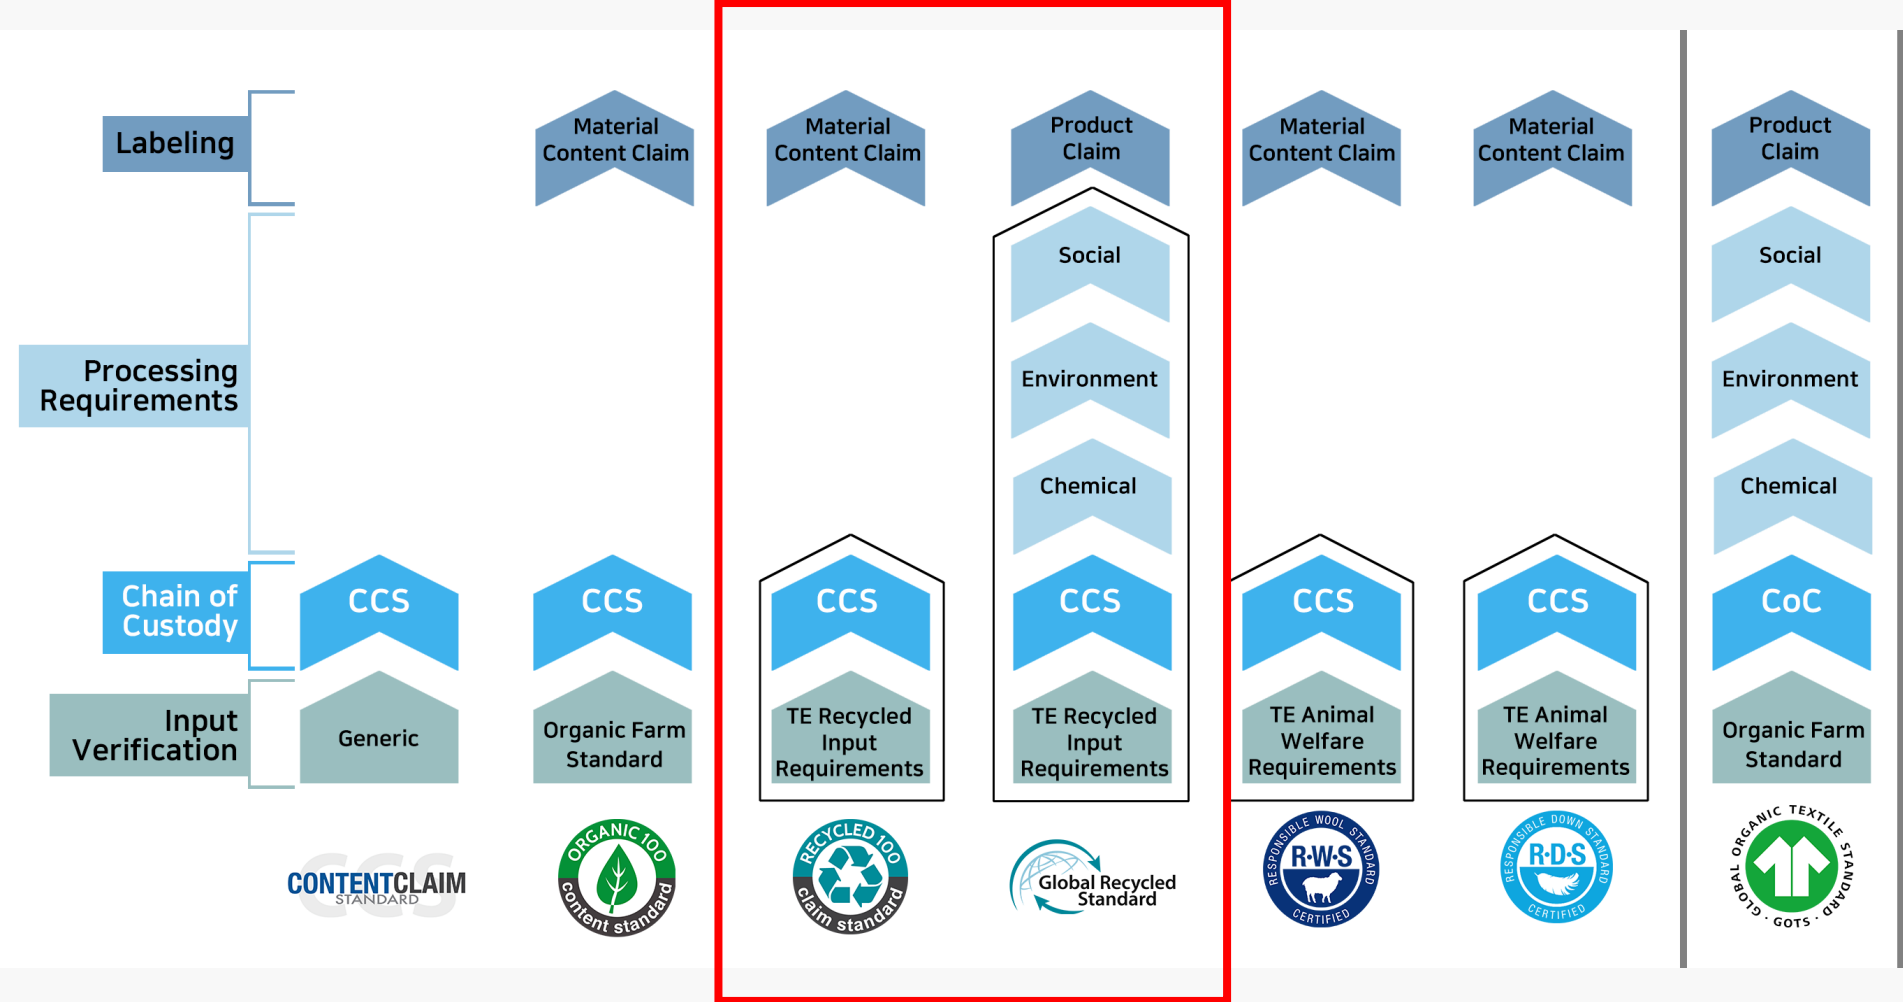 Labeling
Material
Content Claim
Material
Content Claim
Product
Claim
Material
Content Claim
Material
Content Claim
Product
Claim
Processing
Requirements
Social
Social
Environment
Environment
Chemical
Chemical
Chain of
Custody
CCS
CCS
CCS
CCS
CCS
CCS
CoC
Input
Verification
Generic
Organic Farm
Standard
TE Recycled
Input
Requirements
TE Recycled
Input
Requirements
TE Animal
Welfare
Requirements
TE Animal
Welfare
Requirements
Organic Farm
Standard
CCS
CONTENTCLAIM
STANDARD
ORGANIC 100
content standard
RECYCLED 100
claim standard
Global Recycled
Standard
RESPONSIBLE WOOL STANDARD
R·W·S
CERTIFIED
RESPONSIBLE DOWN STANDARD
R·D·S
CERTIFIED
GLOBAL ORGANIC TEXTILE STANDARD
· GOTS ·